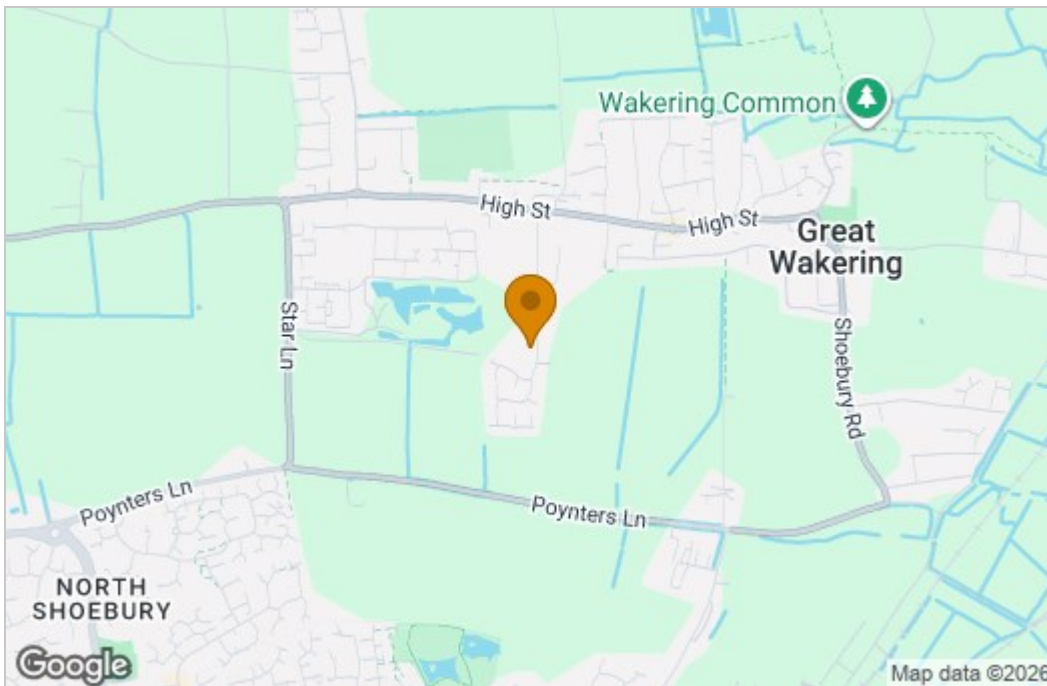 Wakering Common
High St
High St
Great
Wakering
Star Ln
Shoebury Rd
Poynters Ln
Poynters Ln
NORTH
SHOEBURY
Google
Map data ©2026